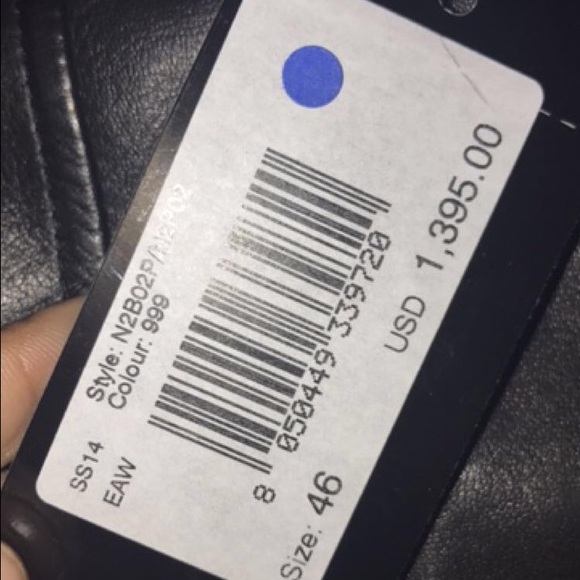 SS14
EAW
Style: N2B02P/N2P02
Colour: 999
8 050449 339720
Size: 46
USD 1,395.00